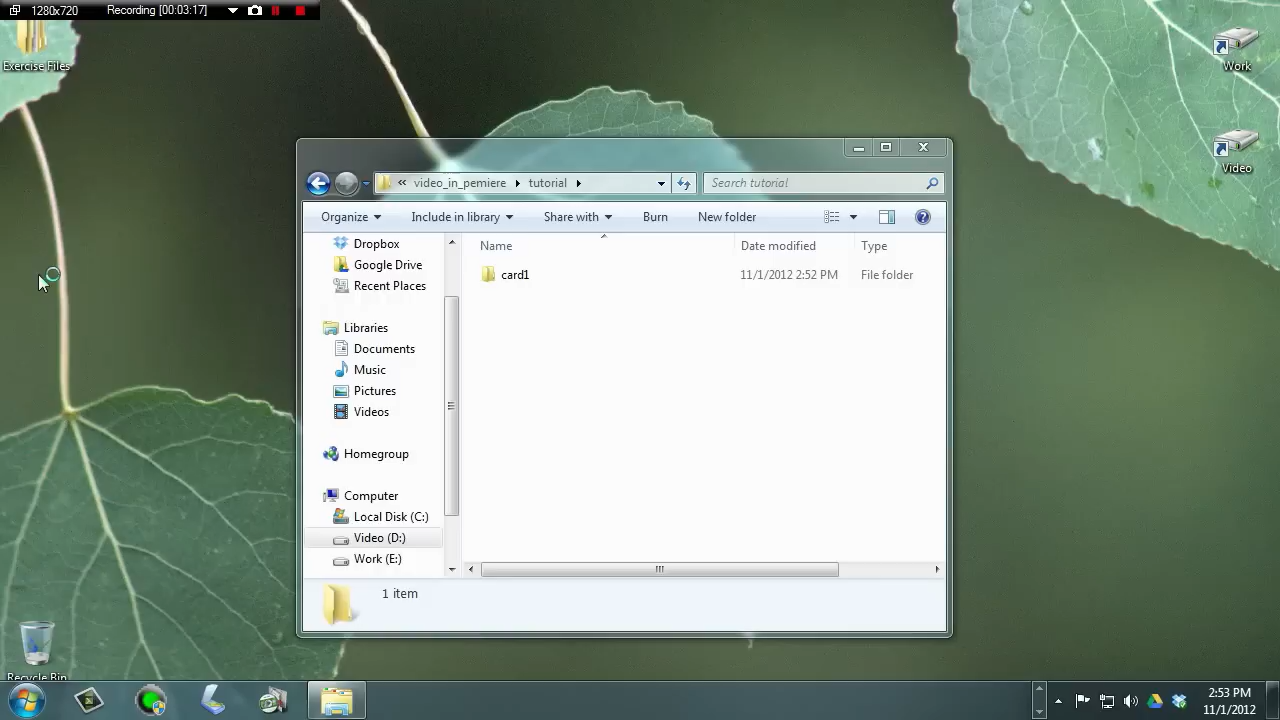 1280x720 Recording [00:03:17]
Exercise Files
Work
Video
« video_in_pemiere tutorial
Search tutorial
Organize Include in library Share with Burn New folder
Name Date modified Type
card1 11/1/2012 2:52 PM File folder
Dropbox
Google Drive
Recent Places
Libraries
Documents
Music
Pictures
Videos
Homegroup
Computer
Local Disk (C:)
Video (D:)
Work (E:)
1 item
Recycle Bin
2:53 PM
11/1/2012